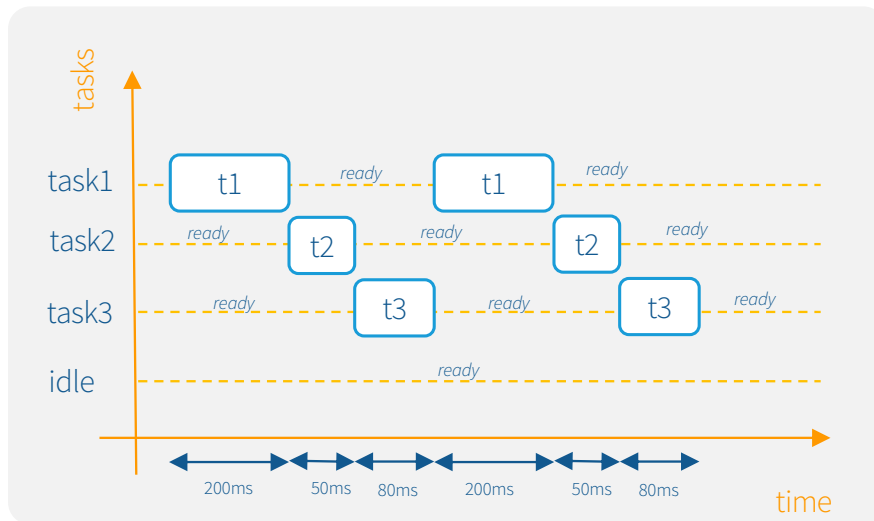 tasks
task1
t1
ready
t1
ready
task2
ready
t2
ready
t2
ready
task3
ready
t3
ready
t3
ready
idle
ready
200ms
50ms
80ms
200ms
50ms
80ms
time